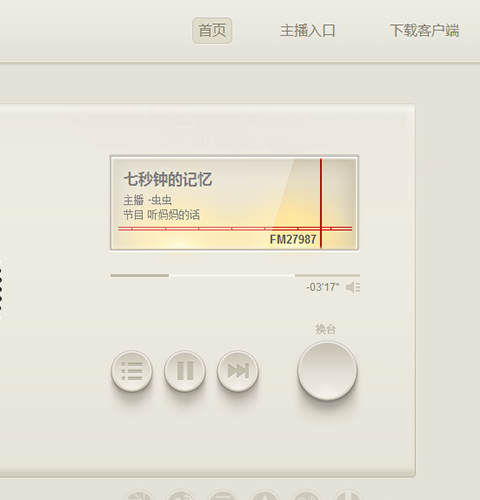 首页 主播入口 下载客户端
七秒钟的记忆
主播 -虫虫
节目 听妈妈的话
FM27987
-03'17"
换台